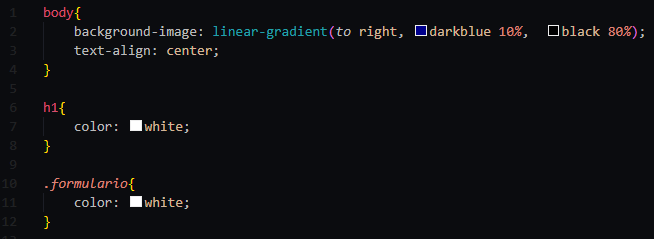 1 body{
2 background-image: linear-gradient(to right, darkblue 10%, black 80%);
3 text-align: center;
4 }
5
6 h1{
7 color: white;
8 }
9
10 .formulario{
11 color: white;
12 }